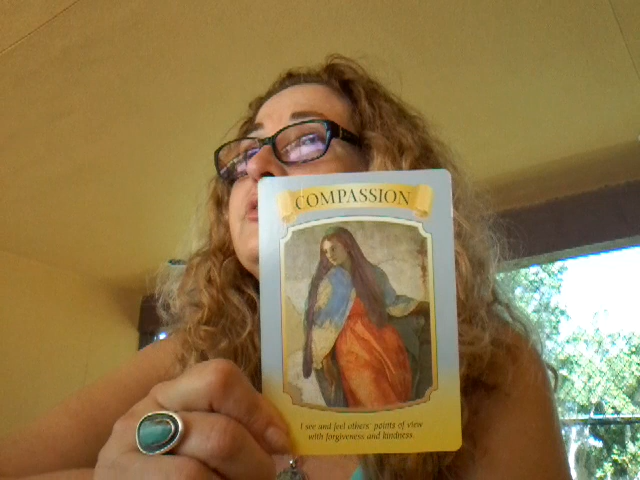 COMPASSION
I see and feel others' points of view
with forgiveness and kindness.